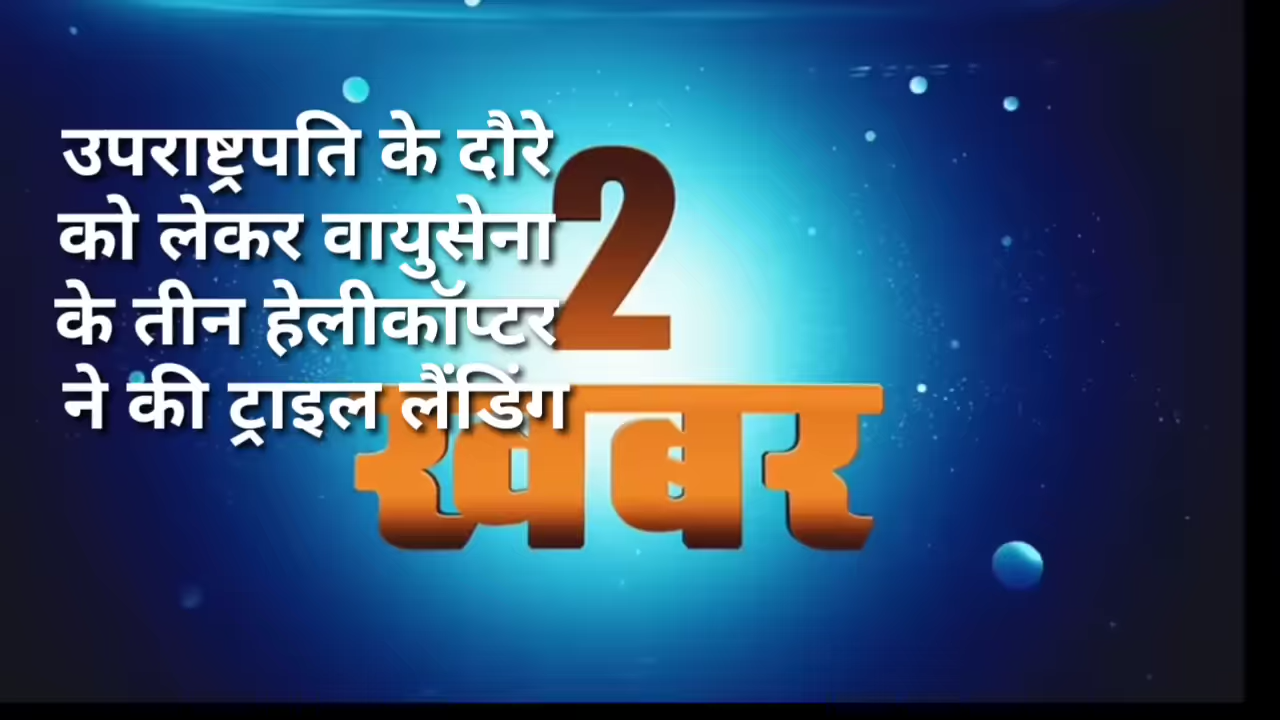 उपराष्ट्रपति के दौरे
को लेकर वायुसेना
के तीन हेलीकॉप्टर
ने की ट्राइल लैंडिंग
2
खबर